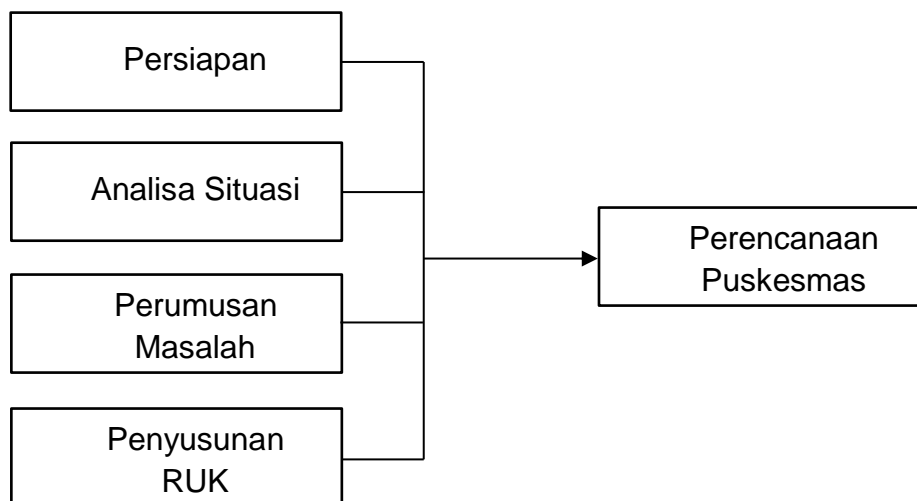 Persiapan
Analisa Situasi
Perumusan
Masalah
Penyusunan
RUK
Perencanaan
Puskesmas